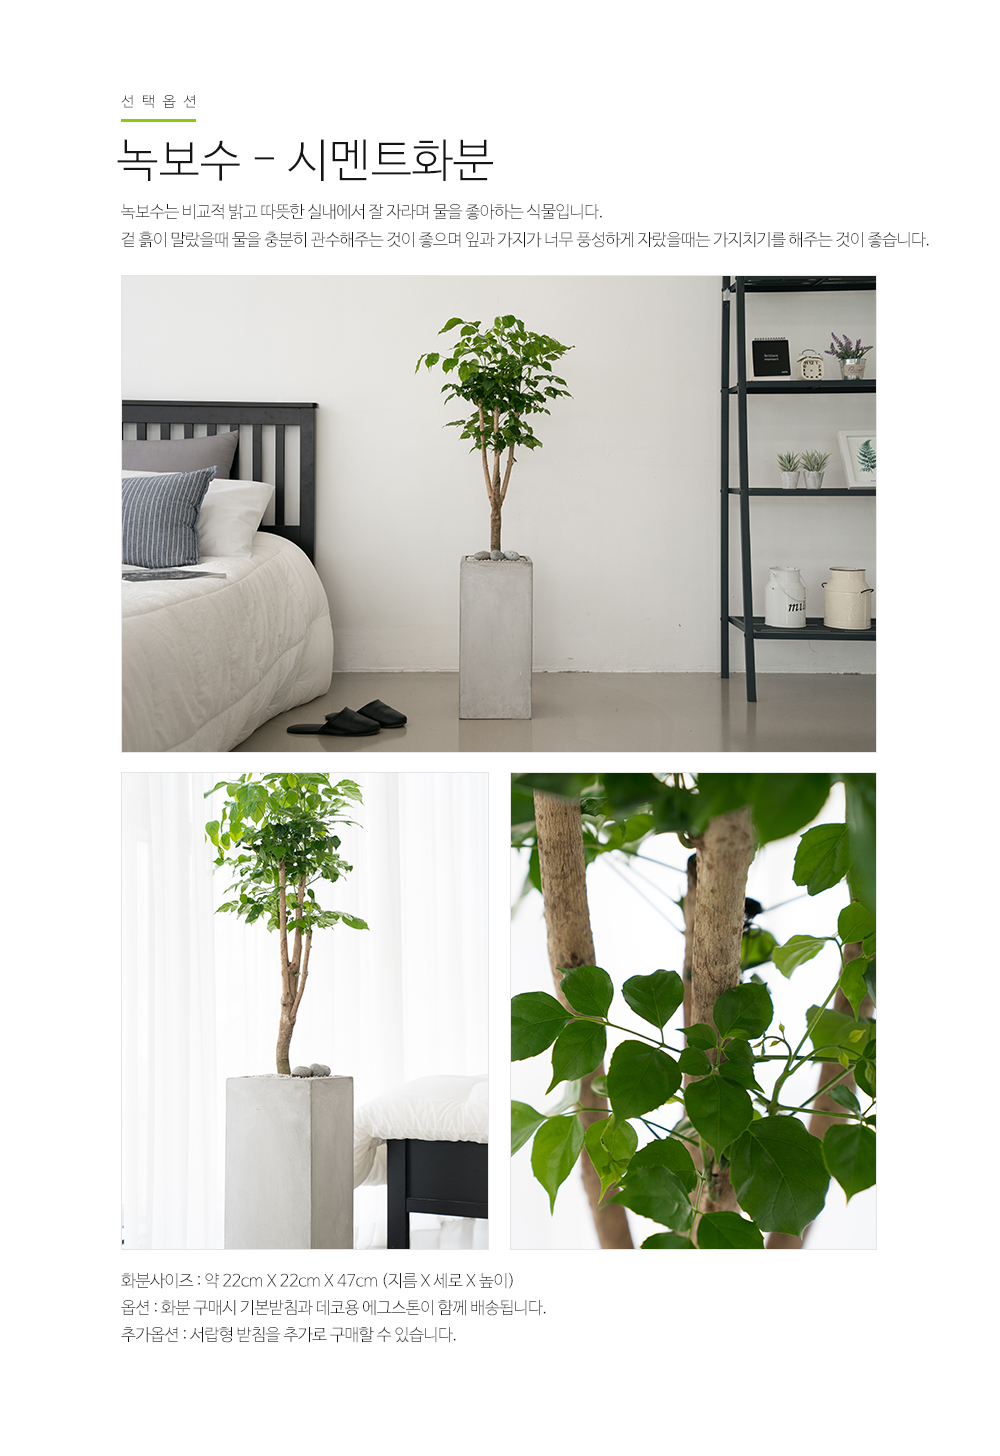 선택옵션
녹보수 - 시멘트화분
녹보수는 비교적 밝고 따뜻한 실내에서 잘 자라며 물을 좋아하는 식물입니다.
겉 흙이 말랐을때 물을 충분히 관수해주는 것이 좋으며 잎과 가지가 너무 풍성하게 자랐을때는 가지치기를 해주는 것이 좋습니다.
화분사이즈 : 약 22cm X 22cm X 47cm (지름 X 세로 X 높이)
옵션 : 화분 구매시 기본받침과 데코용 에그스톤이 함께 배송됩니다.
추가옵션 : 서랍형 받침을 추가로 구매할 수 있습니다.